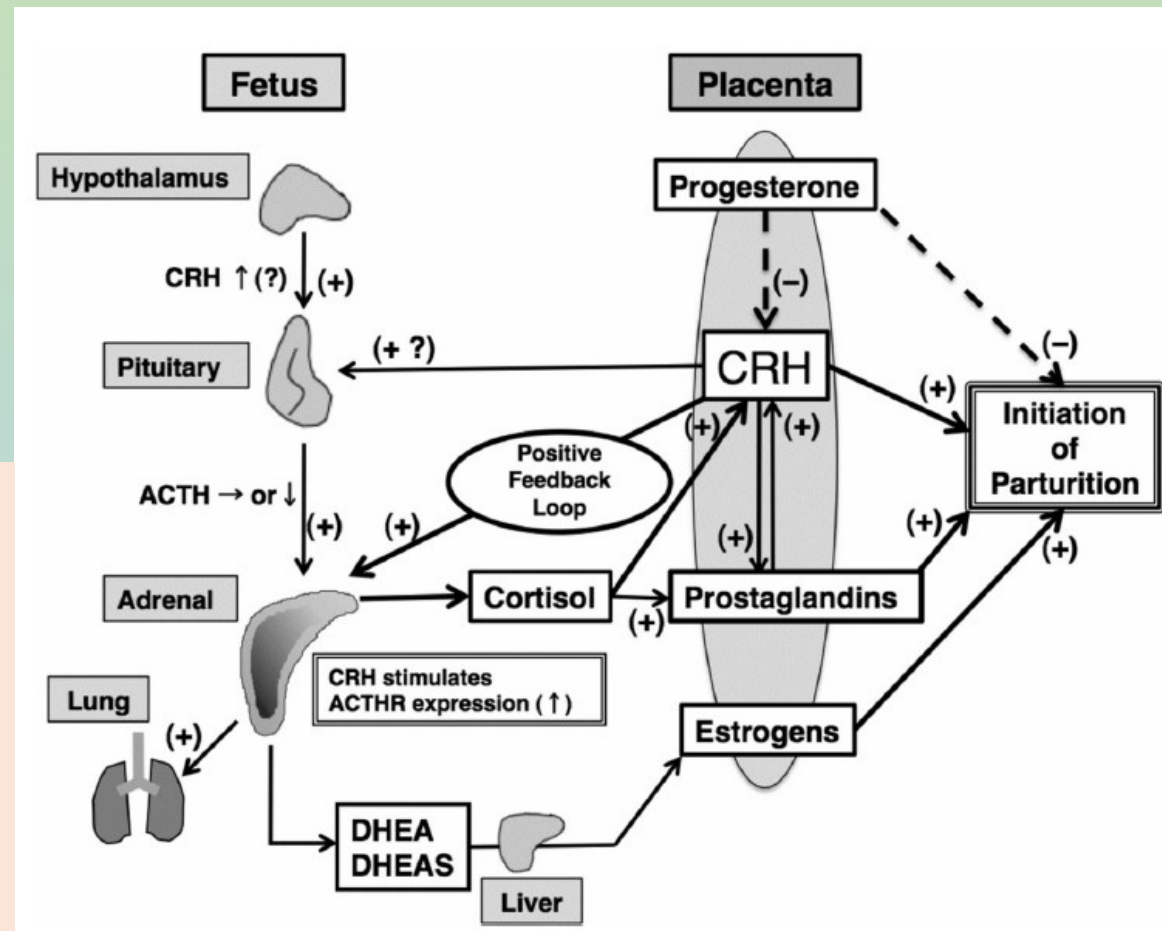 Fetus
Placenta
Hypothalamus
Progesterone
CRH ↑ (?)
(+)
(–)
(–)
Pituitary
(+ ?)
CRH
(+)
Initiation
of
Parturition
(+)
(+)
Positive
Feedback
Loop
ACTH → or ↓
(+)
(+)
(+)
(+)
(+)
Adrenal
Cortisol
(+)
Prostaglandins
CRH stimulates
ACTHR expression (↑)
Lung
(+)
Estrogens
DHEA
DHEAS
Liver